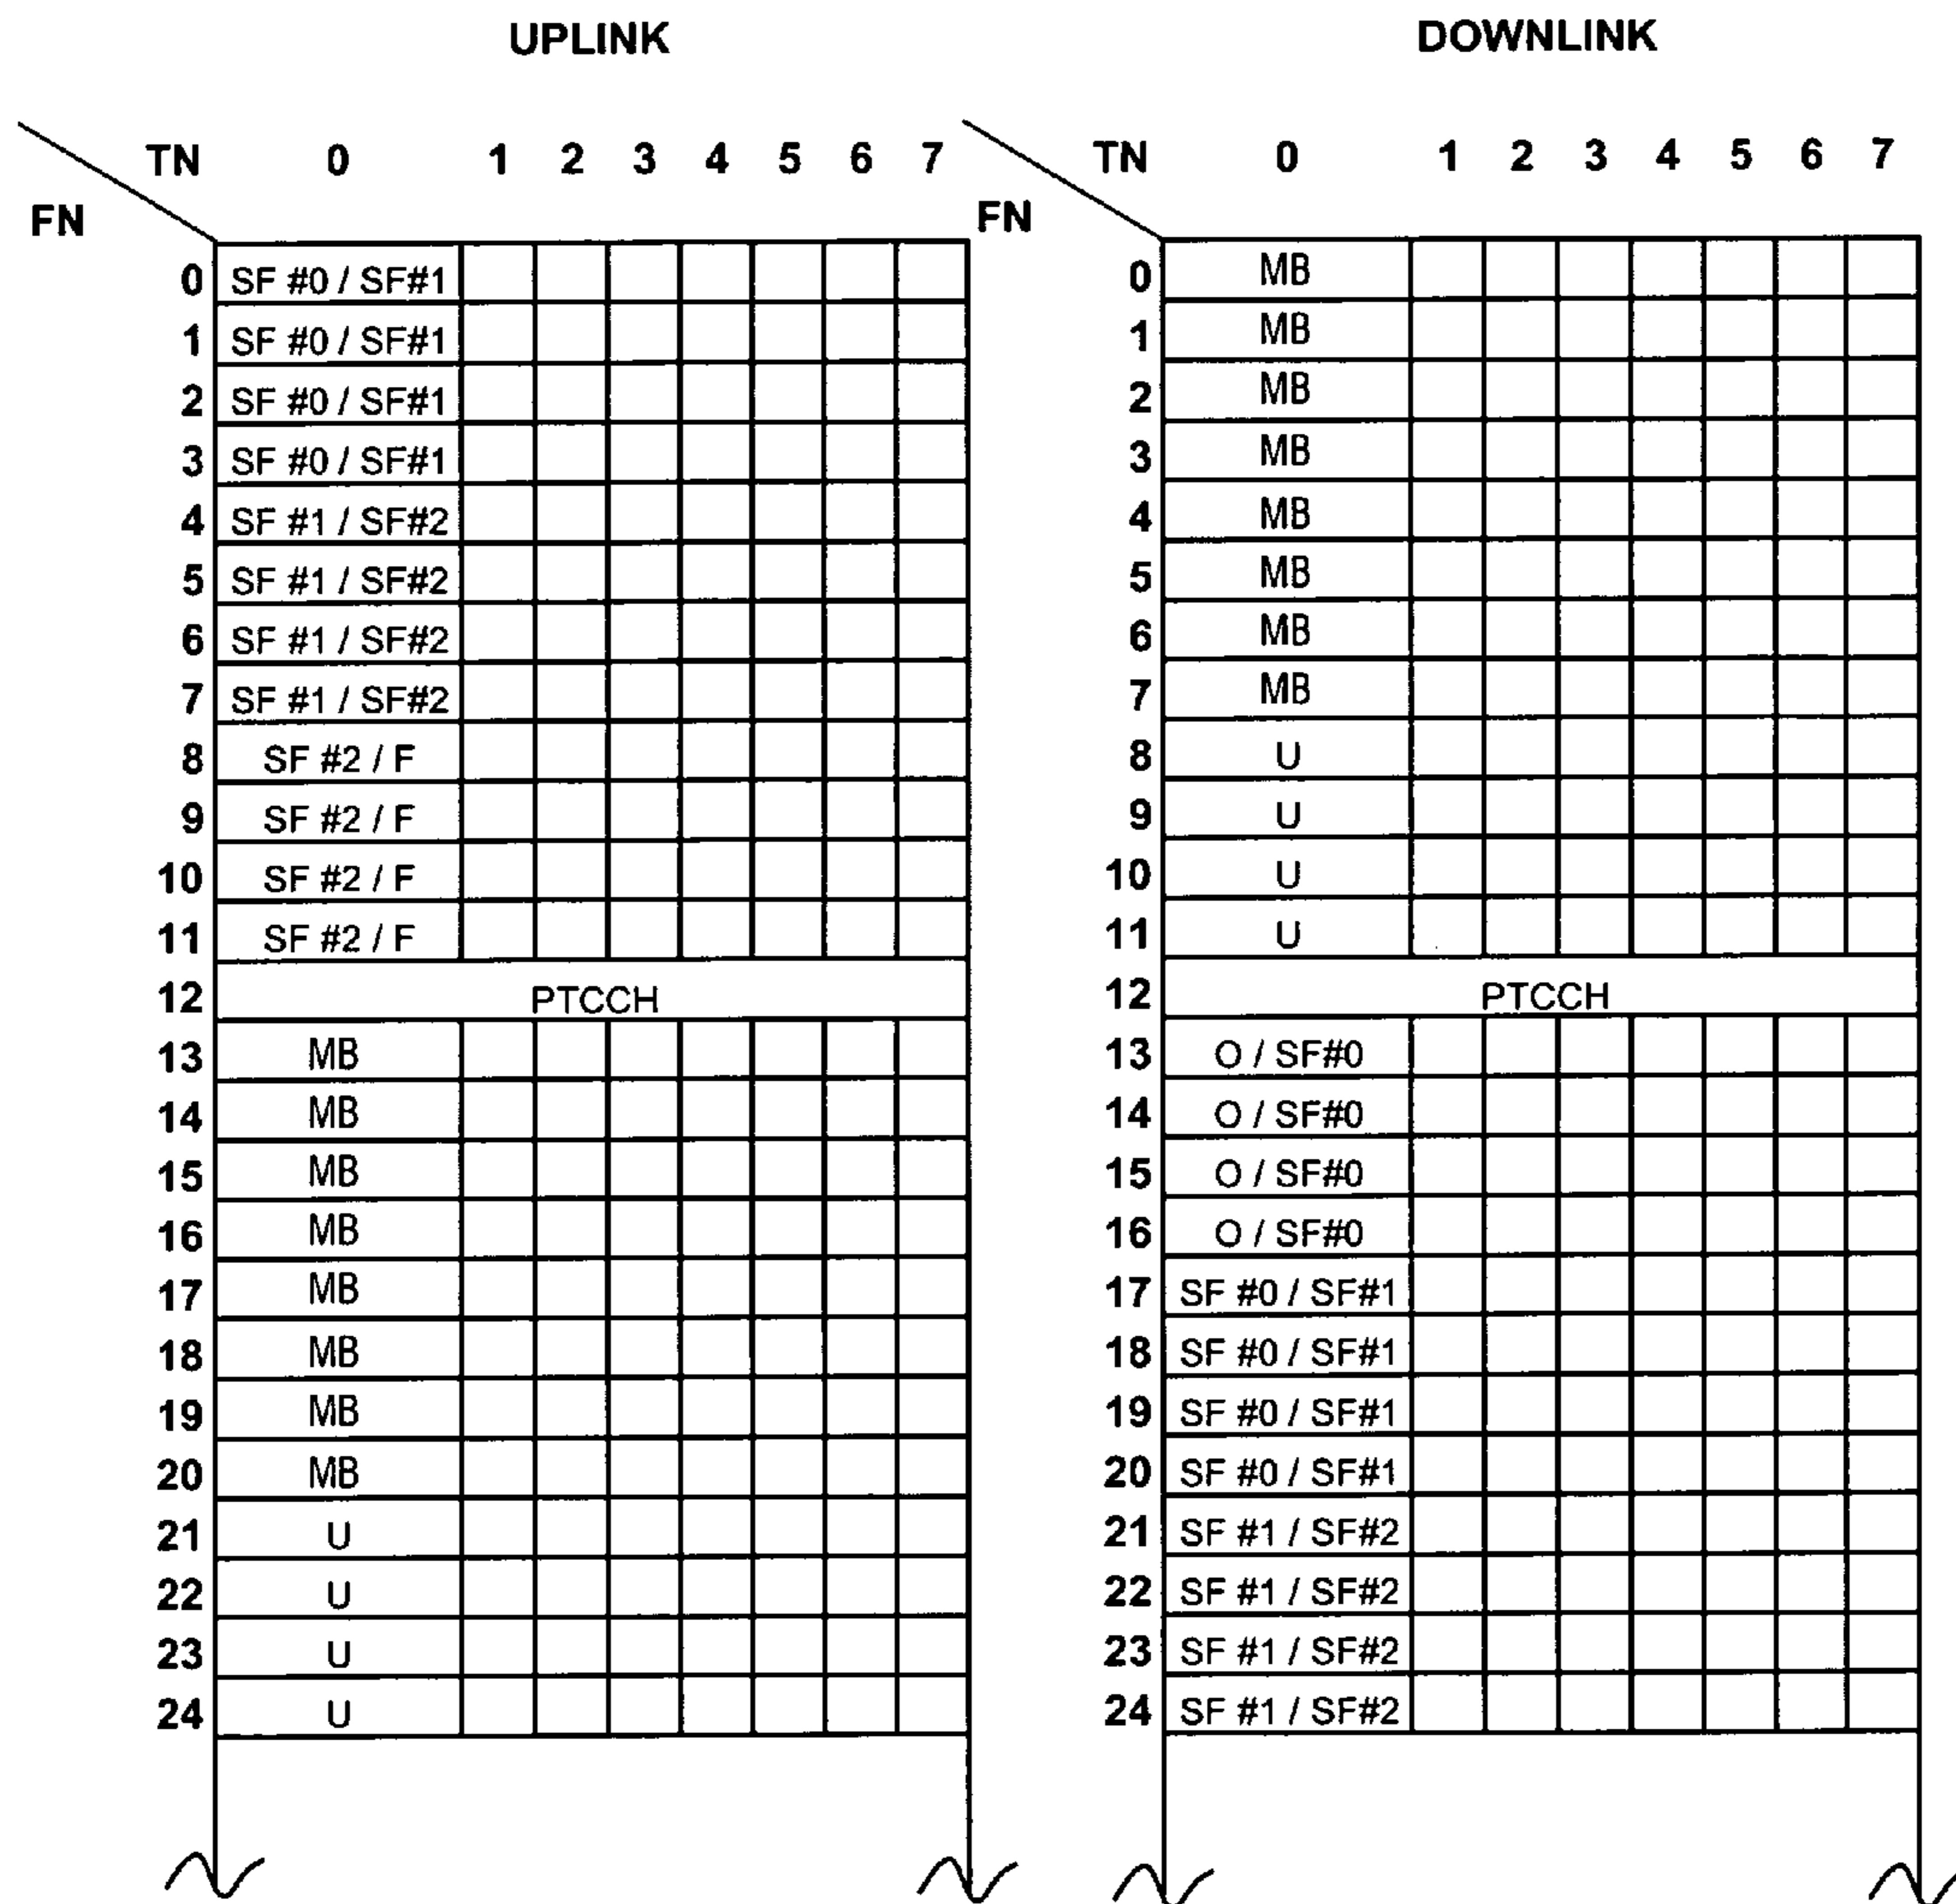 UPLINK
TN 0 1 2 3 4 5 6 7
FN
0 SF #0 / SF#1
1 SF #0 / SF#1
2 SF #0 / SF#1
3 SF #0 / SF#1
4 SF #1 / SF#2
5 SF #1 / SF#2
6 SF #1 / SF#2
7 SF #1 / SF#2
8 SF #2 / F
9 SF #2 / F
10 SF #2 / F
11 SF #2 / F
12 PTCCH
13 MB
14 MB
15 MB
16 MB
17 MB
18 MB
19 MB
20 MB
21 U
22 U
23 U
24 U
DOWNLINK
TN 0 1 2 3 4 5 6 7
FN
0 MB
1 MB
2 MB
3 MB
4 MB
5 MB
6 MB
7 MB
8 U
9 U
10 U
11 U
12 PTCCH
13 O / SF#0
14 O / SF#0
15 O / SF#0
16 O / SF#0
17 SF #0 / SF#1
18 SF #0 / SF#1
19 SF #0 / SF#1
20 SF #0 / SF#1
21 SF #1 / SF#2
22 SF #1 / SF#2
23 SF #1 / SF#2
24 SF #1 / SF#2